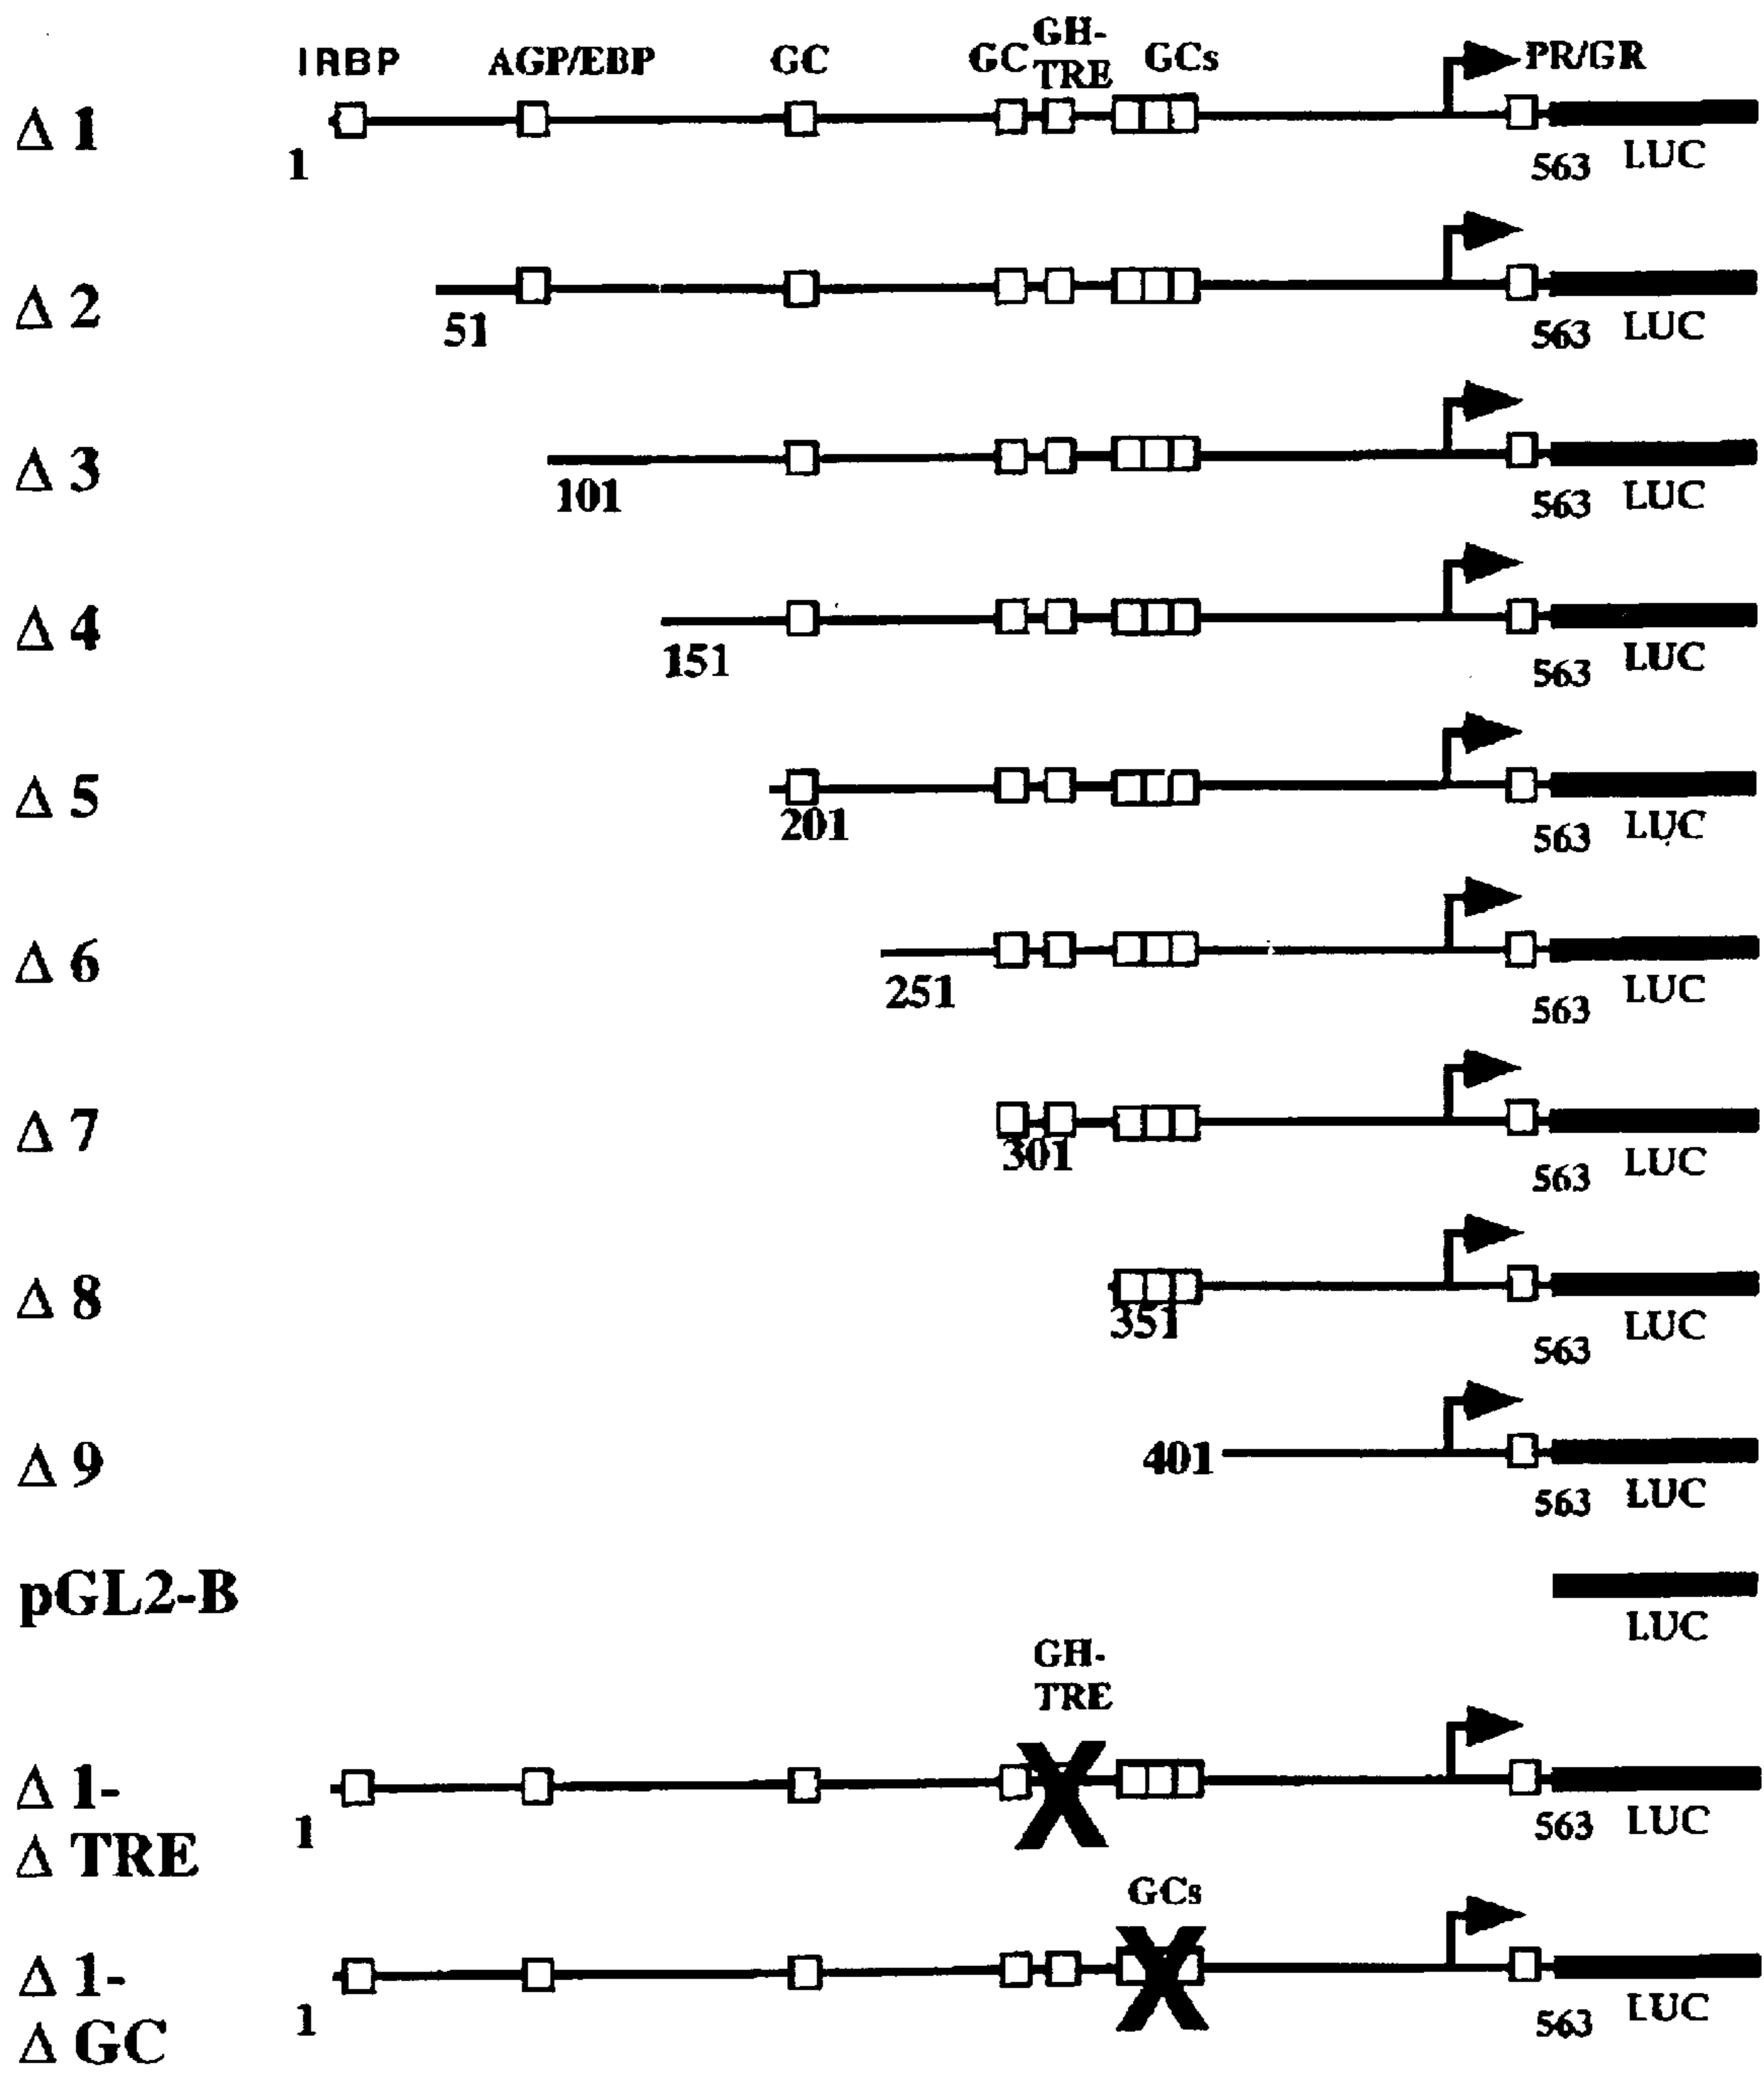 IRBP AGP/EBP GC GC GH-TRE GCs PR/GR
Δ 1
1 563 LUC
Δ 2
51 563 LUC
Δ 3
101 563 LUC
Δ 4
151 563 LUC
Δ 5
201 563 LUC
Δ 6
251 563 LUC
Δ 7
301 563 LUC
Δ 8
351 563 LUC
Δ 9
401 563 LUC
pGL2-B
LUC
GH-
TRE
X
Δ 1-
Δ TRE
1 563 LUC
GCs
X
Δ 1-
Δ GC
1 563 LUC